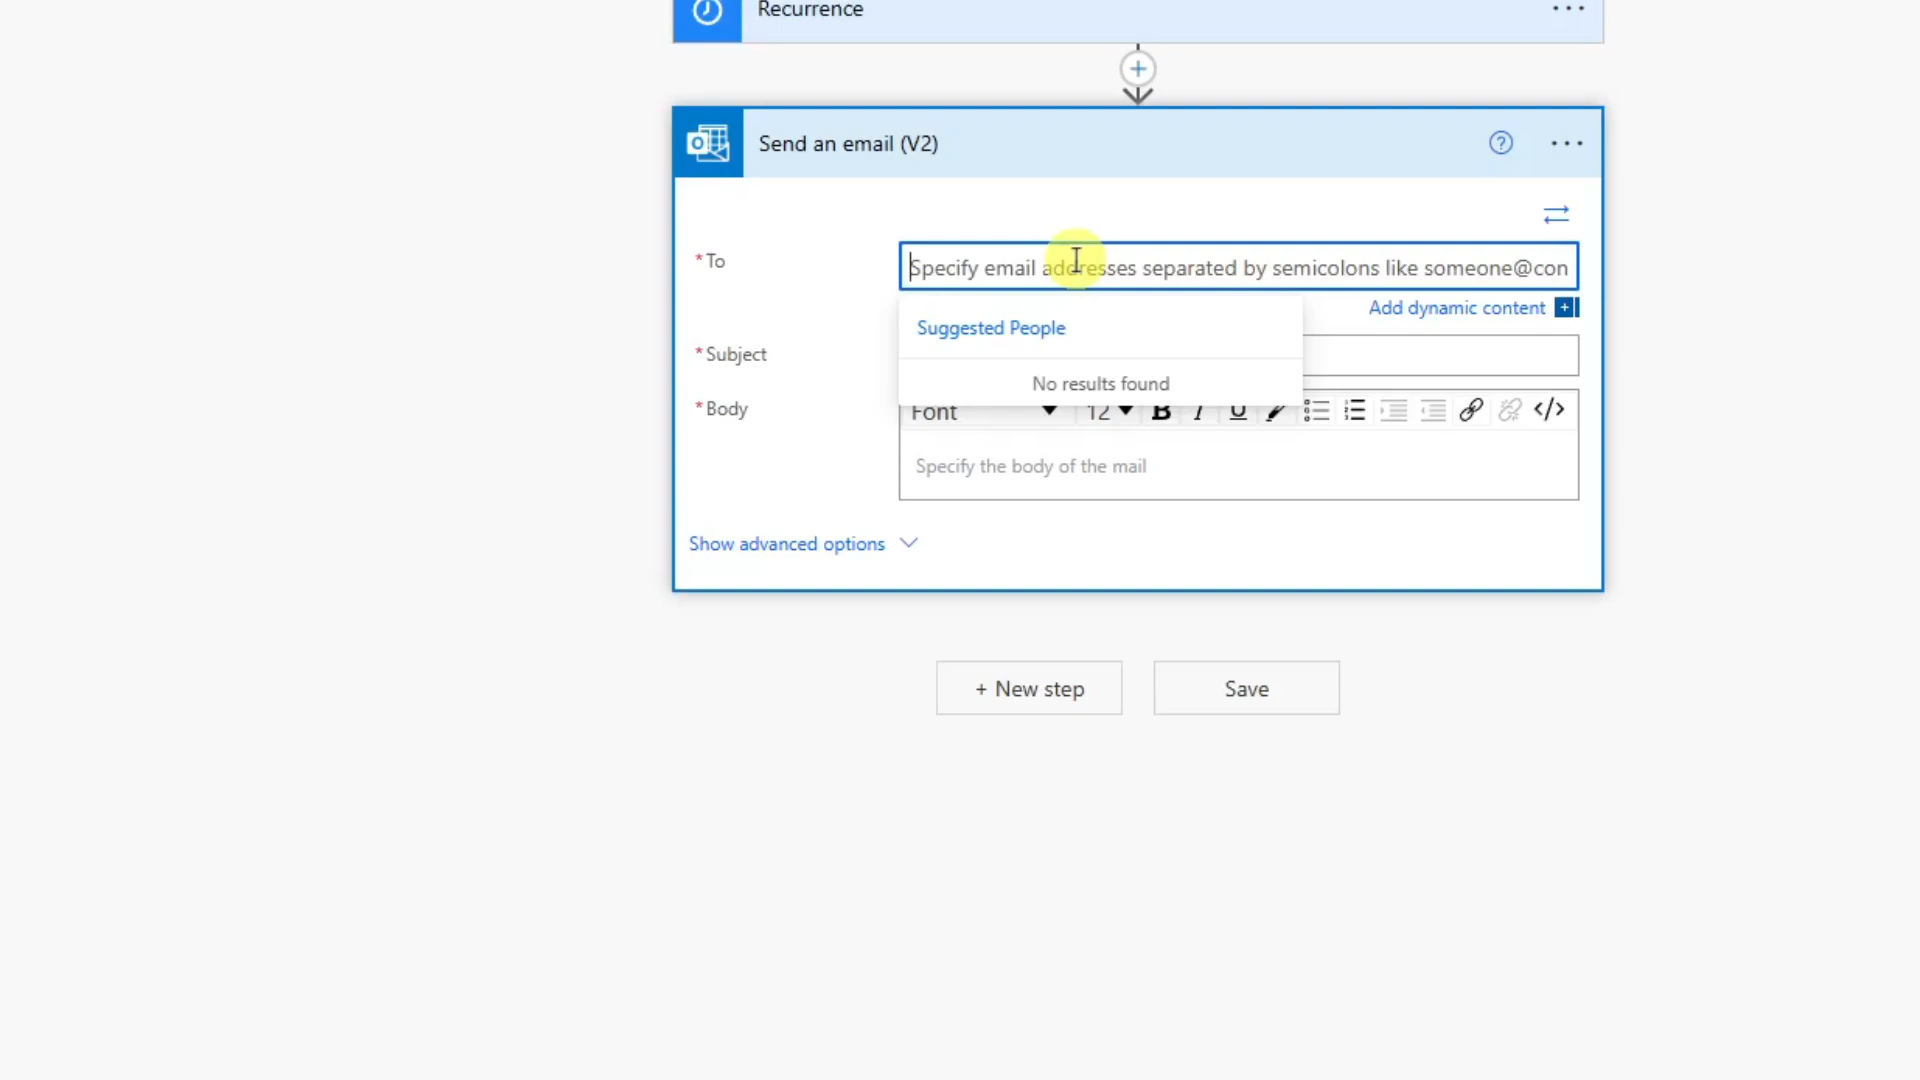 Recurrence
Send an email (V2)
* To
Specify email addresses separated by semicolons like someone@con
Add dynamic content
Suggested People
* Subject
No results found
* Body
Font 12 B I U </>
Specify the body of the mail
Show advanced options
+ New step
Save